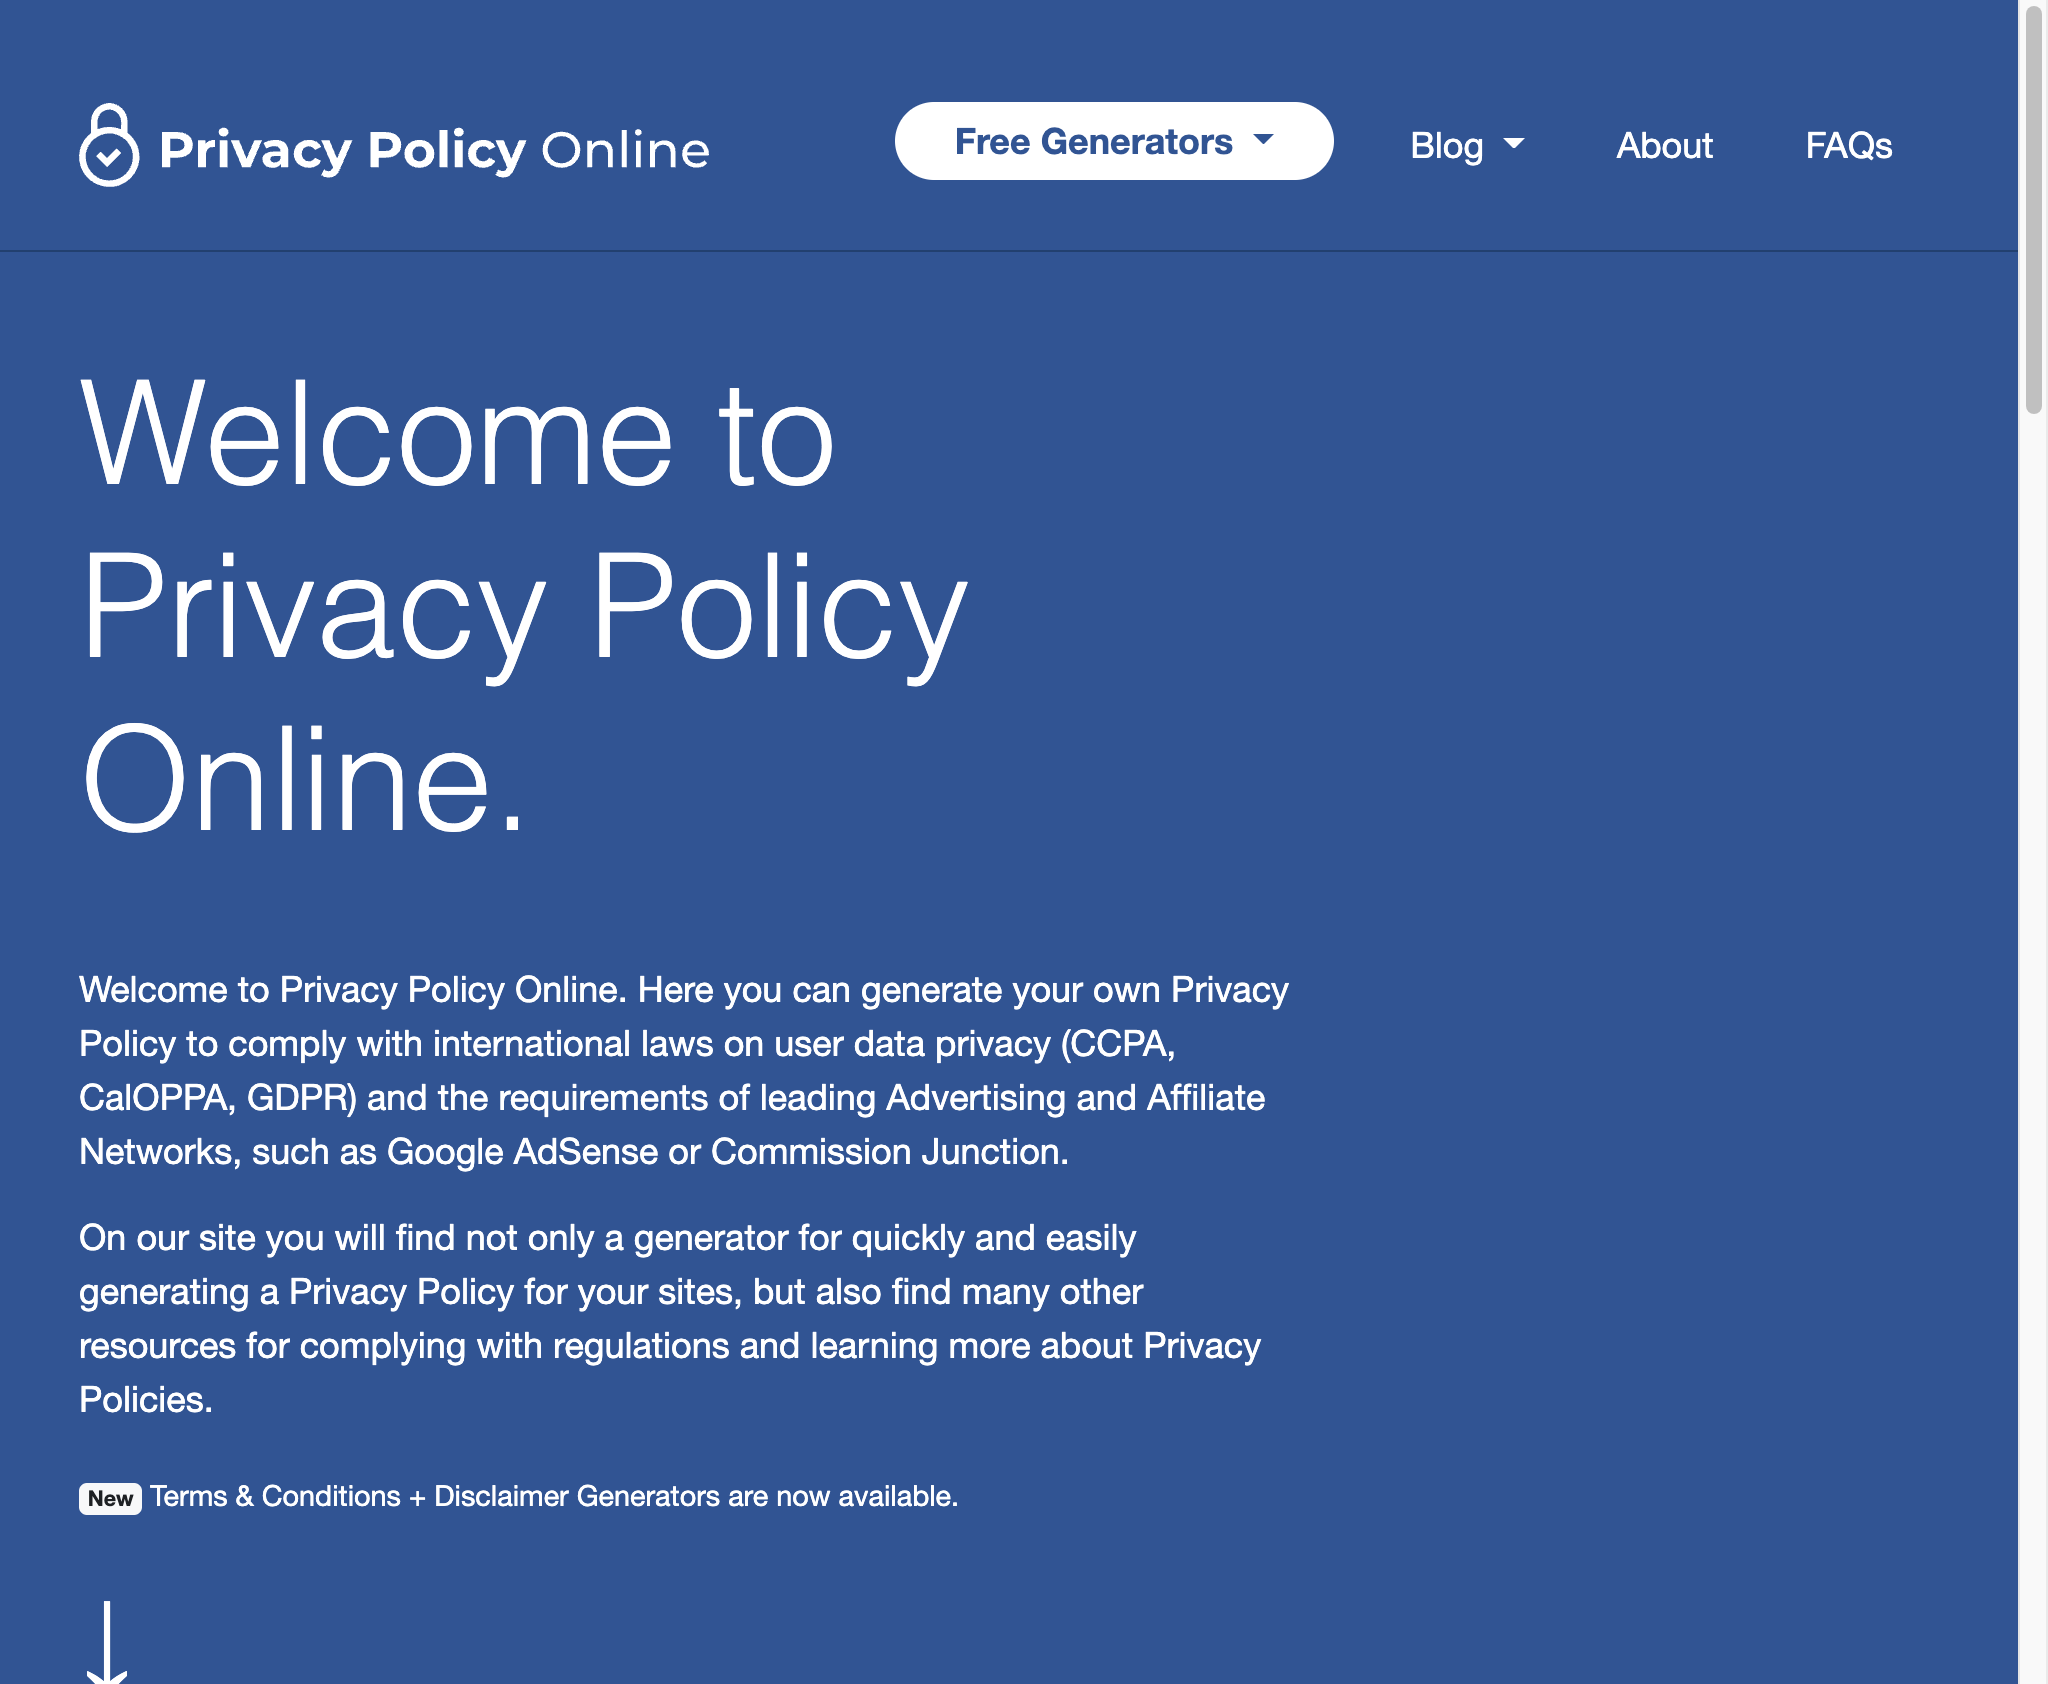 Privacy Policy Online
Free Generators
Blog
About
FAQs
Welcome to
Privacy Policy
Online.
Welcome to Privacy Policy Online. Here you can generate your own Privacy
Policy to comply with international laws on user data privacy (CCPA,
CalOPPA, GDPR) and the requirements of leading Advertising and Affiliate
Networks, such as Google AdSense or Commission Junction.
On our site you will find not only a generator for quickly and easily
generating a Privacy Policy for your sites, but also find many other
resources for complying with regulations and learning more about Privacy
Policies.
New Terms & Conditions + Disclaimer Generators are now available.